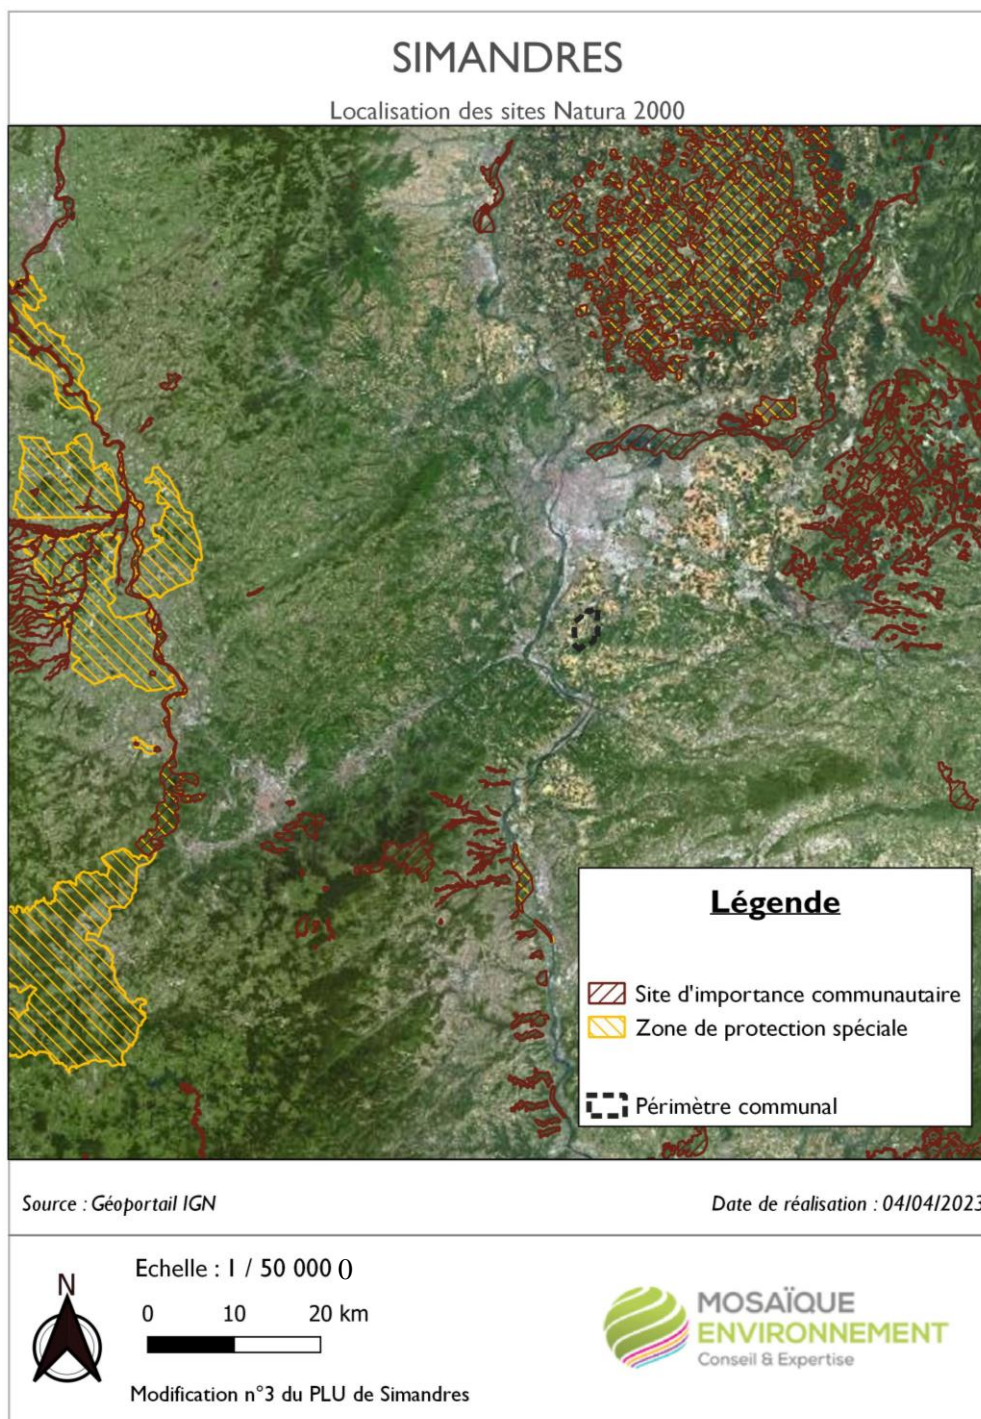 SIMANDRES
Localisation des sites Natura 2000
Légende
Site d'importance communautaire
Zone de protection spéciale
Périmètre communal
Source : Géoportail IGN
Date de réalisation : 04/04/2023
N
Echelle : 1 / 50 000 0
0 10 20 km
Modification n°3 du PLU de Simandres
MOSAÏQUE
ENVIRONNEMENT
Conseil & Expertise